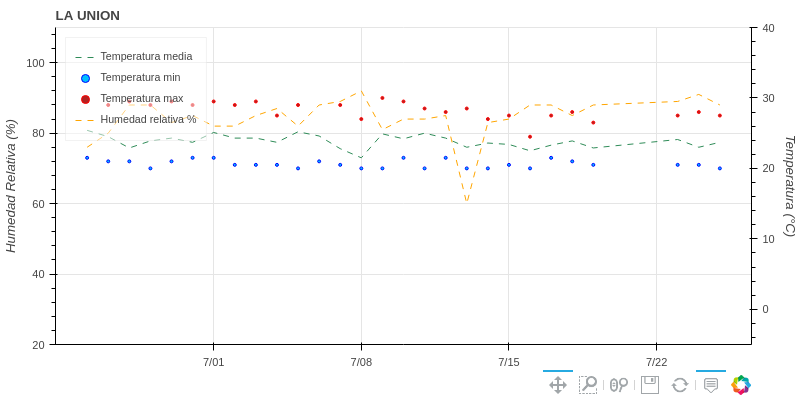 LA UNION
Temperatura media
Temperatura min
Temperatura max
Humedad relativa %
Humedad Relativa (%)
100
80
60
40
20
Temperatura (°C)
40
30
20
10
0
7/01
7/08
7/15
7/22